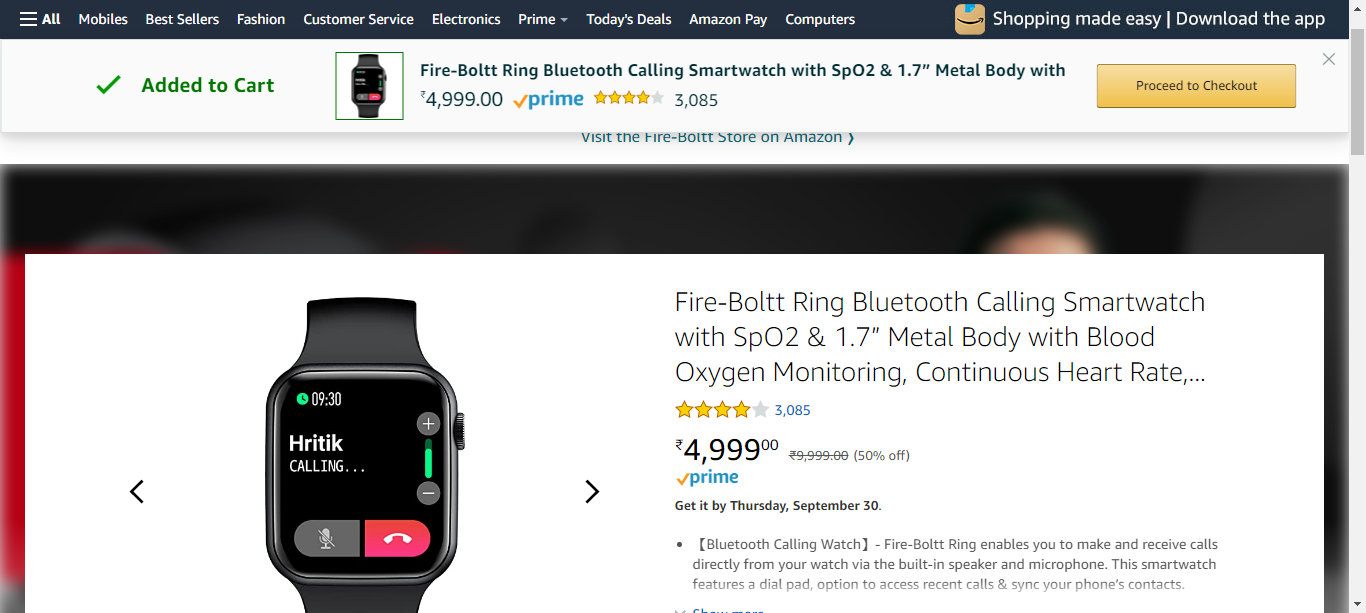 All Mobiles Best Sellers Fashion Customer Service Electronics Prime Today's Deals Amazon Pay Computers Shopping made easy | Download the app
Added to Cart
Fire-Boltt Ring Bluetooth Calling Smartwatch with SpO2 & 1.7” Metal Body with
₹4,999.00 prime 3,085
Proceed to Checkout
Visit the Fire-Boltt Store on Amazon ❯
09:30
Hritik
CALLING...
Fire-Boltt Ring Bluetooth Calling Smartwatch
with SpO2 & 1.7” Metal Body with Blood
Oxygen Monitoring, Continuous Heart Rate,...
3,085
₹4,999⁰⁰ ₹9,999.00 (50% off)
prime
Get it by Thursday, September 30.
• 【Bluetooth Calling Watch】- Fire-Boltt Ring enables you to make and receive calls
directly from your watch via the built-in speaker and microphone. This smartwatch
features a dial pad, option to access recent calls & sync your phone’s contacts.
Show more